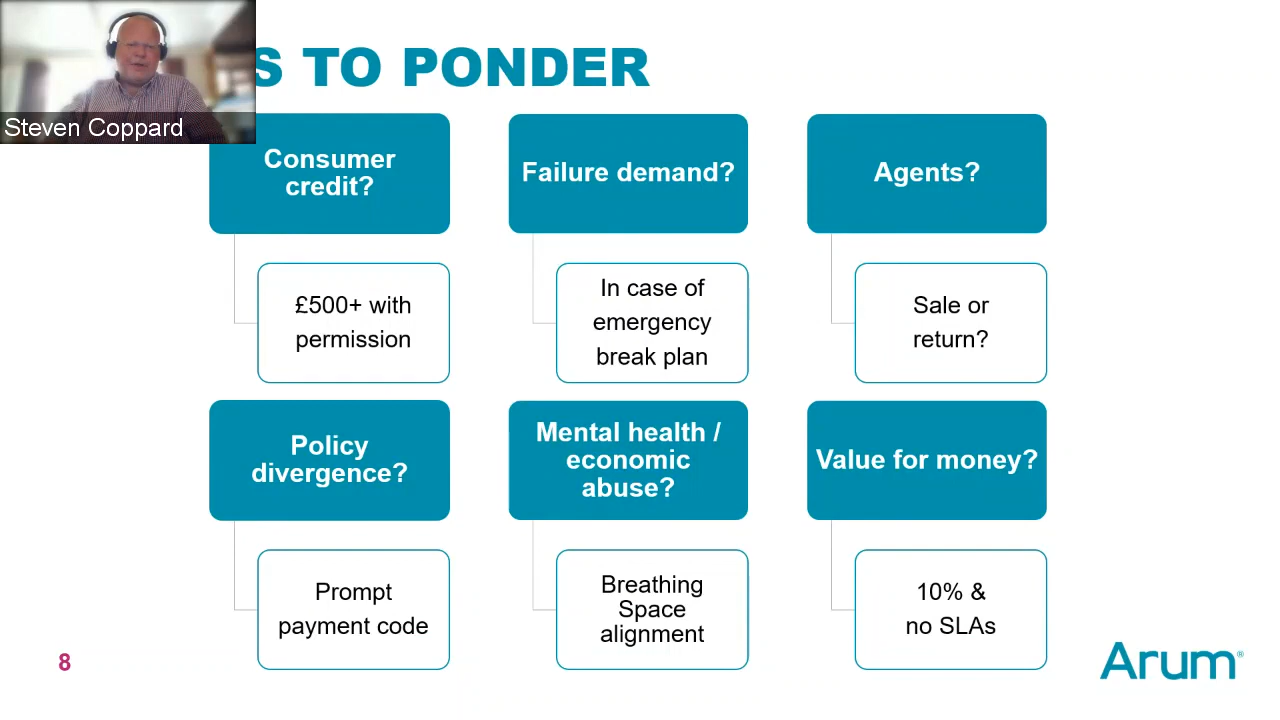 S TO PONDER
Steven Coppard
Consumer
credit?
£500+ with
permission
Failure demand?
In case of
emergency
break plan
Agents?
Sale or
return?
Policy
divergence?
Prompt
payment code
Mental health /
economic
abuse?
Breathing
Space
alignment
Value for money?
10% &
no SLAs
8
Arum®